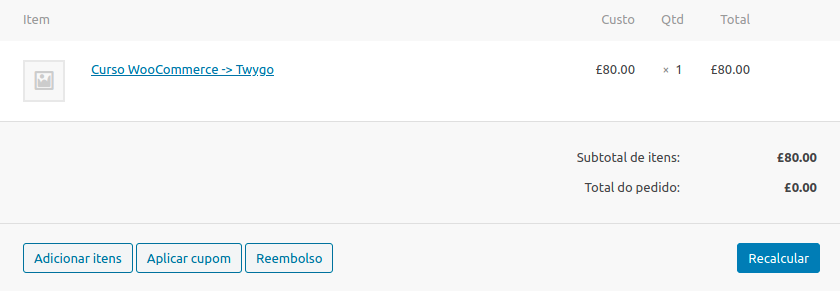 Item Custo Qtd Total
Curso WooCommerce -> Twygo £80.00 × 1 £80.00
Subtotal de itens: £80.00
Total do pedido: £0.00
Adicionar itens Aplicar cupom Reembolso Recalcular